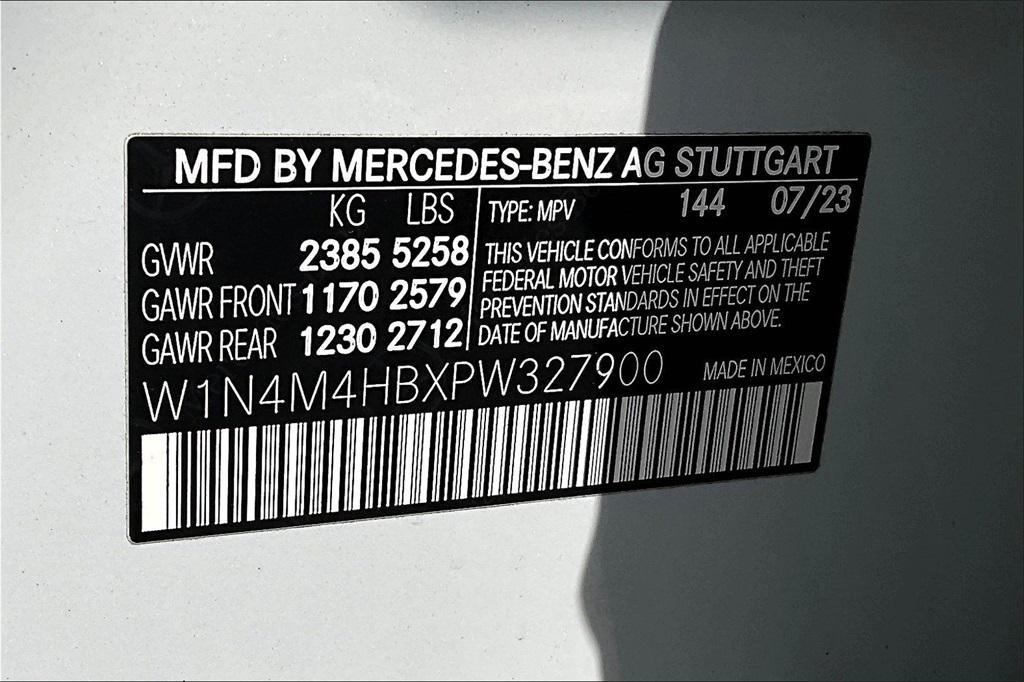 MFD BY MERCEDES-BENZ AG STUTTGART
KG LBS
GVWR 2385 5258
GAWR FRONT 1170 2579
GAWR REAR 1230 2712
TYPE: MPV 144 07/23
THIS VEHICLE CONFORMS TO ALL APPLICABLE
FEDERAL MOTOR VEHICLE SAFETY AND THEFT
PREVENTION STANDARDS IN EFFECT ON THE
DATE OF MANUFACTURE SHOWN ABOVE.
W1N4M4HBXPW327900 MADE IN MEXICO